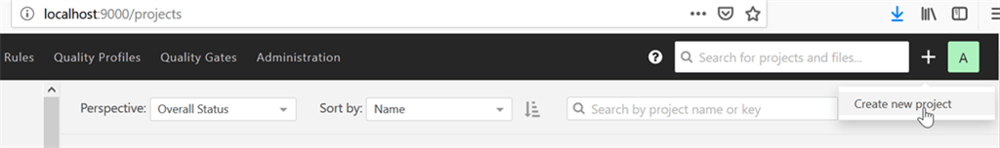 localhost:9000/projects
Rules Quality Profiles Quality Gates Administration ? Search for projects and files... + A
Create new project
Perspective: Overall Status Sort by: Name Search by project name or key